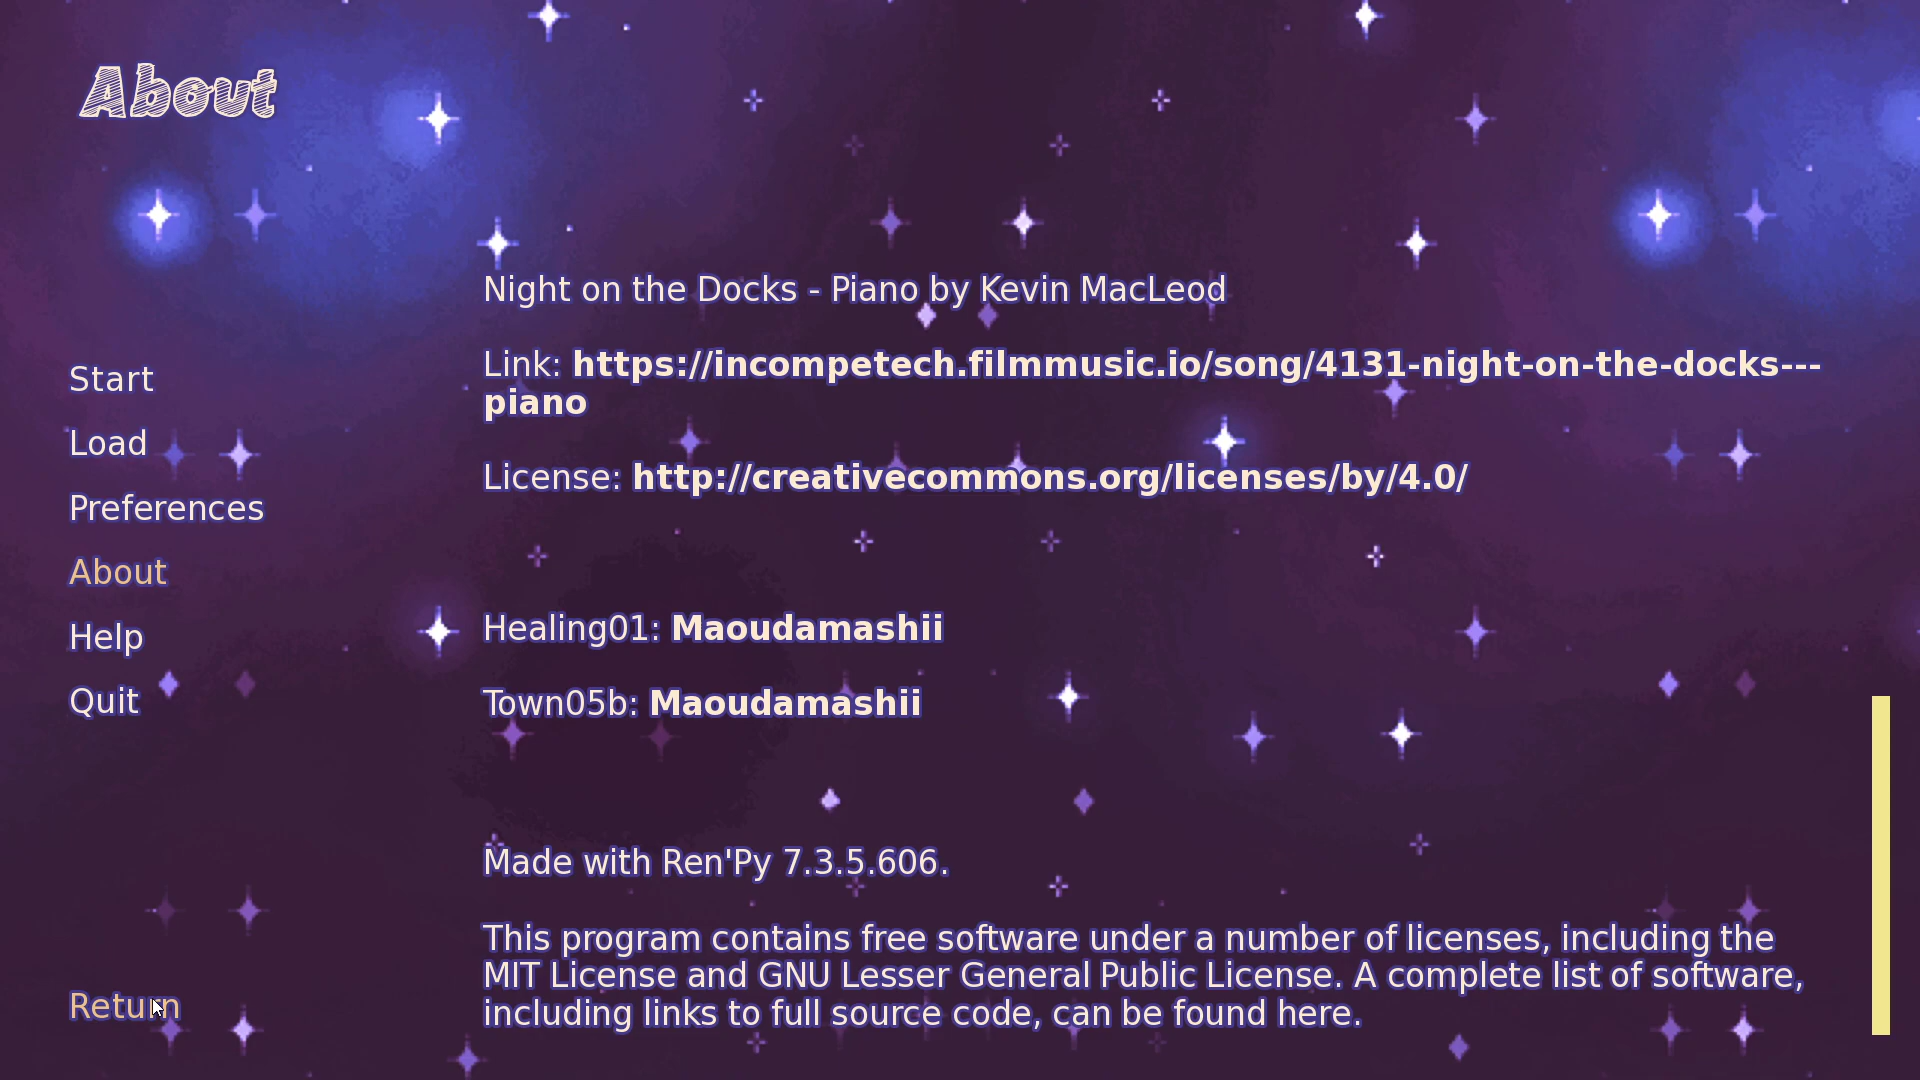 About
Start
Load
Preferences
About
Help
Quit
Return
Night on the Docks - Piano by Kevin MacLeod
Link: https://incompetech.filmmusic.io/song/4131-night-on-the-docks---
piano
License: http://creativecommons.org/licenses/by/4.0/
Healing01: Maoudamashii
Town05b: Maoudamashii
Made with Ren'Py 7.3.5.606.
This program contains free software under a number of licenses, including the
MIT License and GNU Lesser General Public License. A complete list of software,
including links to full source code, can be found here.